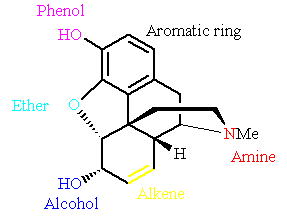 Phenol
HO
Aromatic ring
Ether
O
NMe
H
Amine
HO
Alkene
Alcohol